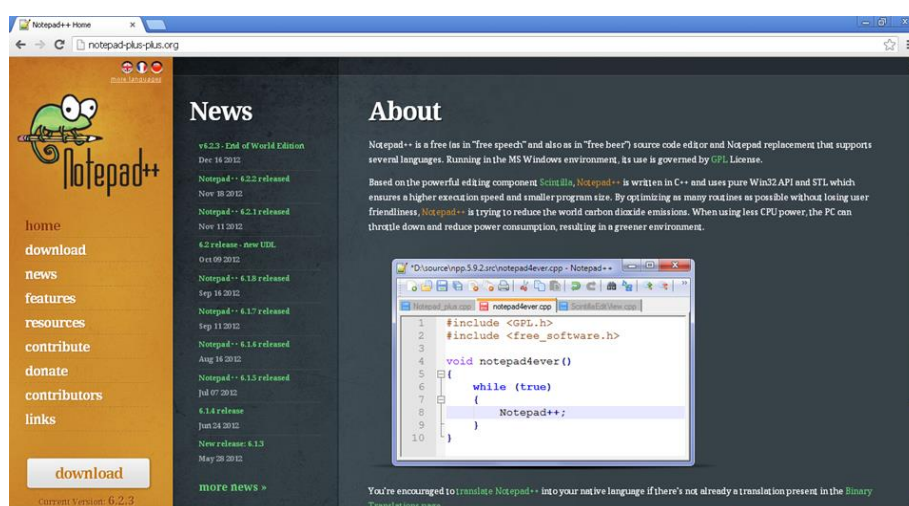 Notepad++ Home
notepad-plus-plus.org
more languages
Notepad++
home
download
news
features
resources
contribute
donate
contributors
links
download
Current Version: 6.2.3
News
v6.2.3 - End of World Edition
Dec 16 2012
Notepad++ 6.2.2 released
Nov 18 2012
Notepad++ 6.2.1 released
Nov 11 2012
6.2 release - new UDL
Oct 09 2012
Notepad++ 6.1.8 released
Sep 16 2012
Notepad++ 6.1.7 released
Sep 11 2012
Notepad++ 6.1.6 released
Aug 16 2012
Notepad++ 6.1.5 released
Jul 07 2012
6.1.4 release
Jun 24 2012
New release: 6.1.3
May 28 2012
more news »
About
Notepad++ is a free (as in "free speech" and also as in "free beer") source code editor and Notepad replacement that supports
several languages. Running in the MS Windows environment, its use is governed by GPL License.
Based on the powerful editing component Scintilla, Notepad++ is written in C++ and uses pure Win32 API and STL which
ensures a higher execution speed and smaller program size. By optimizing as many routines as possible without losing user
friendliness, Notepad++ is trying to reduce the world carbon dioxide emissions. When using less CPU power, the PC can
throttle down and reduce power consumption, resulting in a greener environment.
*D:\source\npp.5.9.2.src\notepad4ever.cpp - Notepad++
Notepad_plus.cpp notepad4ever.cpp ScintillaEditView.cpp
1 #include <GPL.h>
2 #include <free_software.h>
3
4 void notepad4ever()
5 {
6 while (true)
7 {
8 Notepad++;
9 }
10 }
You're encouraged to translate Notepad++ into your native language if there's not already a translation present in the Binary
Translations page